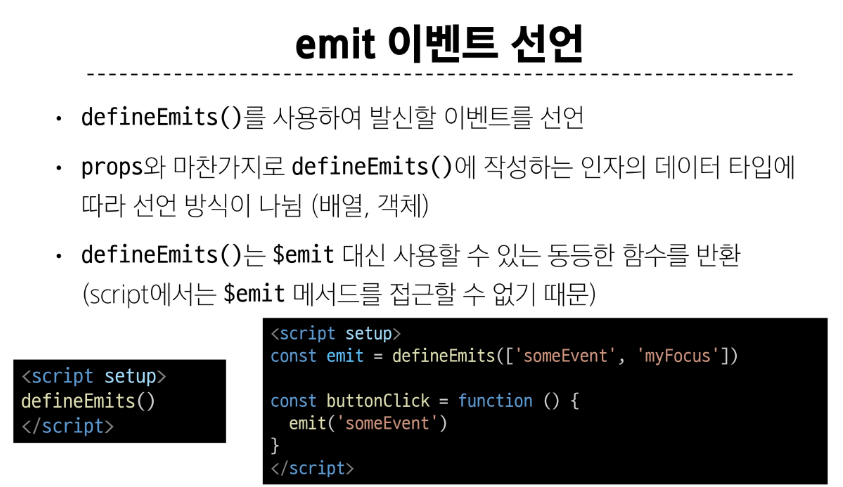 emit 이벤트 선언
• defineEmits()를 사용하여 발신할 이벤트를 선언
• props와 마찬가지로 defineEmits()에 작성하는 인자의 데이터 타입에
따라 선언 방식이 나뉨 (배열, 객체)
• defineEmits()는 $emit 대신 사용할 수 있는 동등한 함수를 반환
(script에서는 $emit 메서드를 접근할 수 없기 때문)
<script setup>
defineEmits()
</script>
<script setup>
const emit = defineEmits(['someEvent', 'myFocus'])

const buttonClick = function () {
  emit('someEvent')
}
</script>